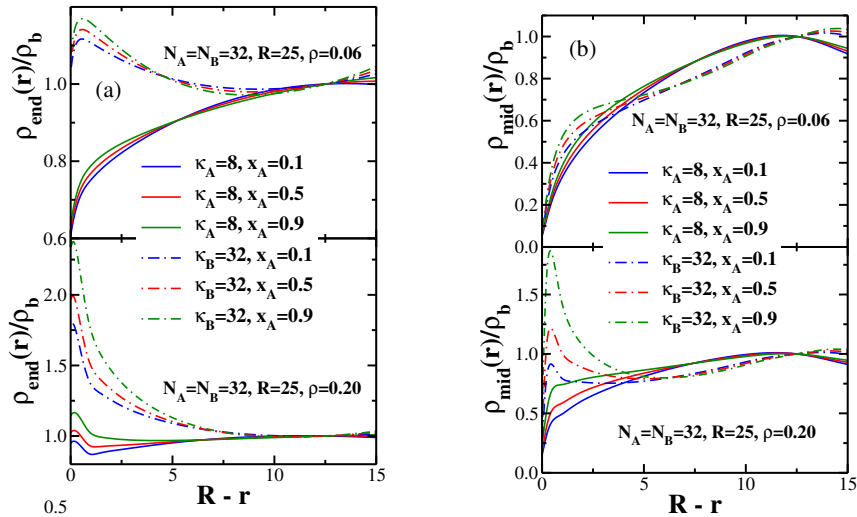 ρ_end(r)/ρ_b
1.0
0.8
0.6
(a)
N_A=N_B=32, R=25, ρ=0.06
κ_A=8, x_A=0.1
κ_A=8, x_A=0.5
κ_A=8, x_A=0.9
κ_B=32, x_A=0.1
κ_B=32, x_A=0.5
κ_B=32, x_A=0.9
ρ_end(r)/ρ_b
2.0
1.5
1.0
0.5
N_A=N_B=32, R=25, ρ=0.20
0 5 10 15
R - r
ρ_mid(r)/ρ_b
1.0
0.8
0.6
0.4
0.2
0.0
(b)
N_A=N_B=32, R=25, ρ=0.06
κ_A=8, x_A=0.1
κ_A=8, x_A=0.5
κ_A=8, x_A=0.9
κ_B=32, x_A=0.1
κ_B=32, x_A=0.5
κ_B=32, x_A=0.9
ρ_mid(r)/ρ_b
1.5
1.0
0.5
0.0
N_A=N_B=32, R=25, ρ=0.20
0 5 10 15
R - r